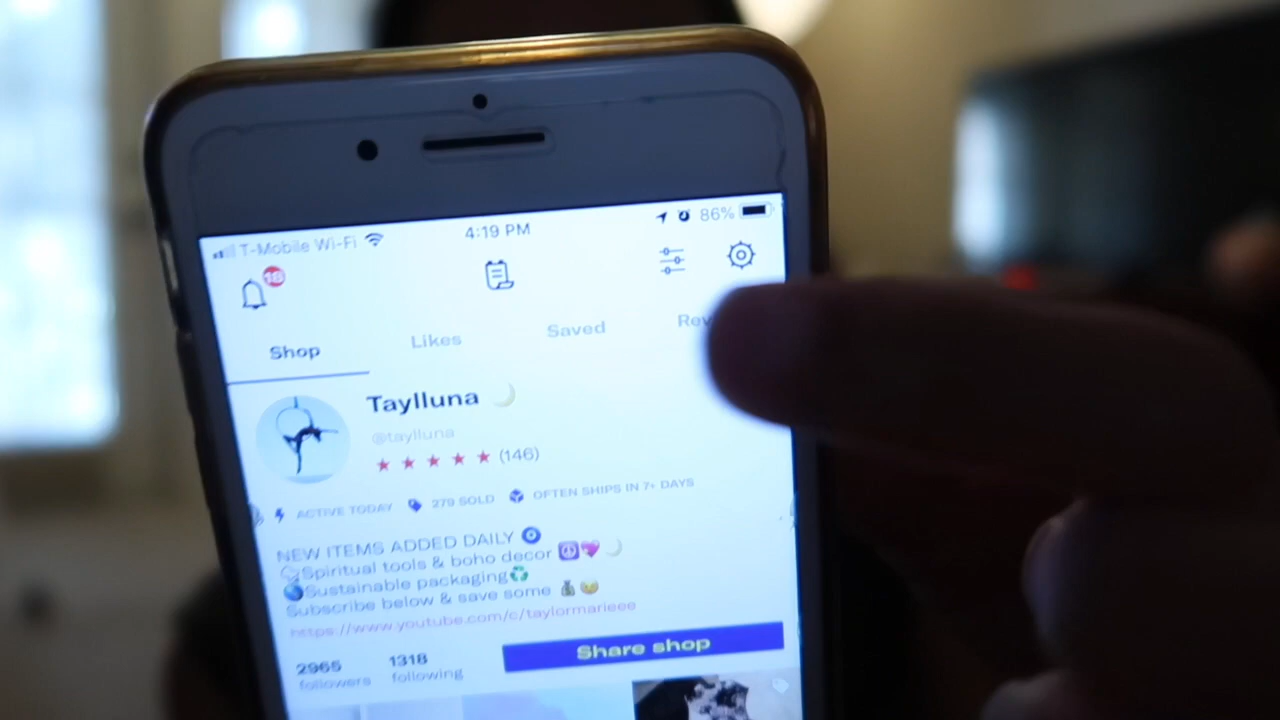 T-Mobile Wi-Fi 4:19 PM 86%
16
Shop Likes Saved Rev
Taylluna 🌙
@taylluna
★★★★★ (146)
ACTIVE TODAY 279 SOLD OFTEN SHIPS IN 7+ DAYS
NEW ITEMS ADDED DAILY 🧿
Spiritual tools & boho decor ☮️💖🌙
🌎Sustainable packaging♻️
Subscribe below & save some 💰😉
https://www.youtube.com/c/taylormarieee
2965 1318
followers following
Share shop